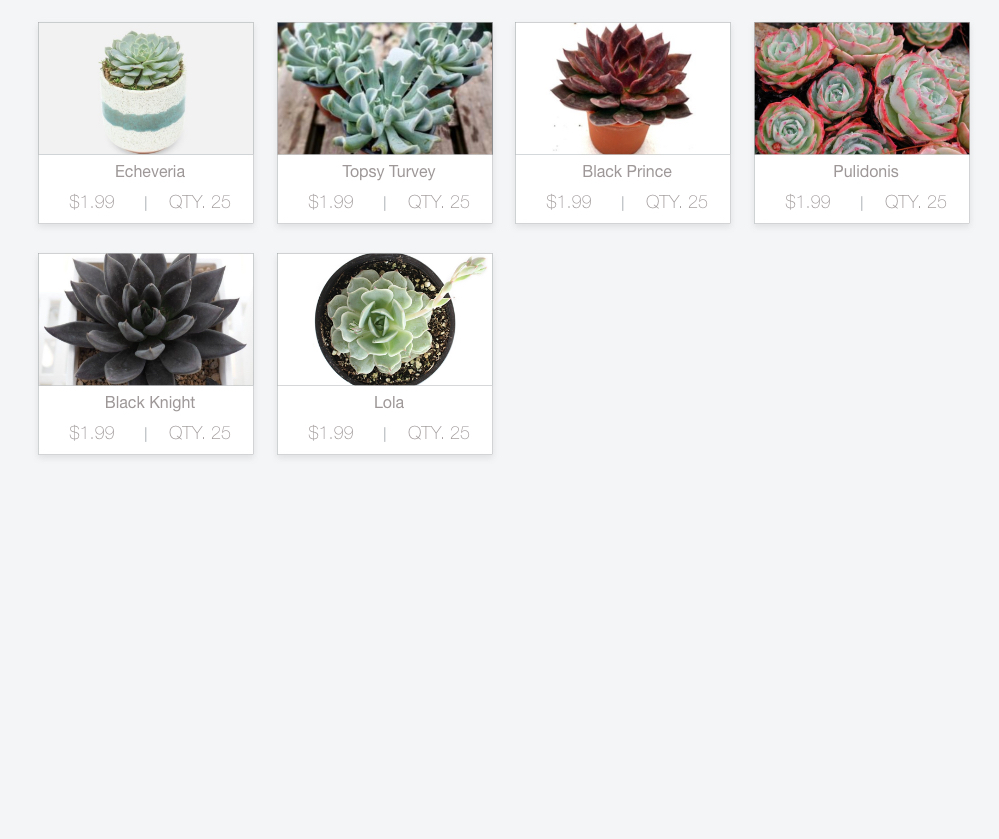 Echeveria
$1.99 | QTY. 25
Topsy Turvey
$1.99 | QTY. 25
Black Prince
$1.99 | QTY. 25
Pulidonis
$1.99 | QTY. 25
Black Knight
$1.99 | QTY. 25
Lola
$1.99 | QTY. 25